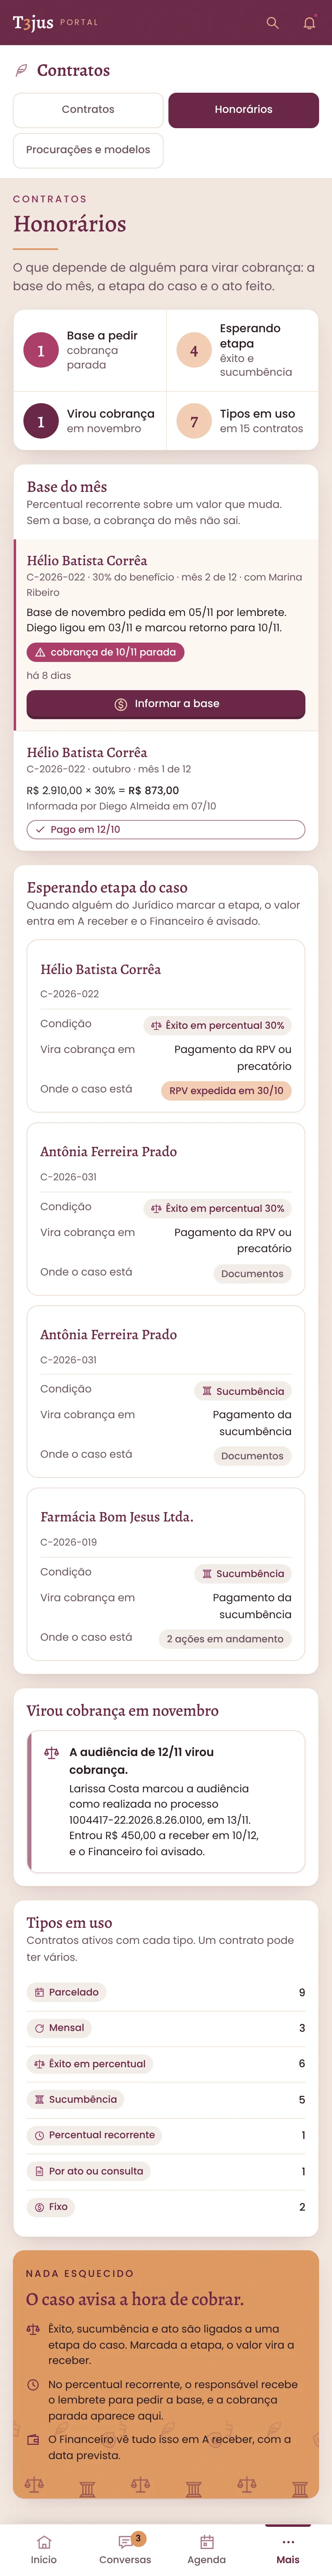 T3jus PORTAL
Contratos
Contratos
Honorários
Procurações e modelos
CONTRATOS
Honorários
O que depende de alguém para virar cobrança: a
base do mês, a etapa do caso e o ato feito.
1
Base a pedir
cobrança
parada
4
Esperando
etapa
êxito e
sucumbência
1
Virou cobrança
em novembro
7
Tipos em uso
em 15 contratos
Base do mês
Percentual recorrente sobre um valor que muda.
Sem a base, a cobrança do mês não sai.
Hélio Batista Corrêa
C-2026-022 · 30% do benefício · mês 2 de 12 · com Marina
Ribeiro
Base de novembro pedida em 05/11 por lembrete.
Diego ligou em 03/11 e marcou retorno para 10/11.
cobrança de 10/11 parada
há 8 dias
Informar a base
Hélio Batista Corrêa
C-2026-022 · outubro · mês 1 de 12
R$ 2.910,00 × 30% = R$ 873,00
Informada por Diego Almeida em 07/10
Pago em 12/10
Esperando etapa do caso
Quando alguém do Jurídico marcar a etapa, o valor
entra em A receber e o Financeiro é avisado.
Hélio Batista Corrêa
C-2026-022
Condição
Êxito em percentual 30%
Vira cobrança em
Pagamento da RPV ou
precatório
Onde o caso está
RPV expedida em 30/10
Antônia Ferreira Prado
C-2026-031
Condição
Êxito em percentual 30%
Vira cobrança em
Pagamento da RPV ou
precatório
Onde o caso está
Documentos
Antônia Ferreira Prado
C-2026-031
Condição
Sucumbência
Vira cobrança em
Pagamento da
sucumbência
Onde o caso está
Documentos
Farmácia Bom Jesus Ltda.
C-2026-019
Condição
Sucumbência
Vira cobrança em
Pagamento da
sucumbência
Onde o caso está
2 ações em andamento
Virou cobrança em novembro
A audiência de 12/11 virou
cobrança.
Larissa Costa marcou a audiência
como realizada no processo
1004417-22.2026.8.26.0100, em 13/11.
Entrou R$ 450,00 a receber em 10/12,
e o Financeiro foi avisado.
Tipos em uso
Contratos ativos com cada tipo. Um contrato pode
ter vários.
Parcelado 9
Mensal 3
Êxito em percentual 6
Sucumbência 5
Percentual recorrente 1
Por ato ou consulta 1
Fixo 2
NADA ESQUECIDO
O caso avisa a hora de cobrar.
Êxito, sucumbência e ato são ligados a uma
etapa do caso. Marcada a etapa, o valor vira a
receber.
No percentual recorrente, o responsável recebe
o lembrete para pedir a base, e a cobrança
parada aparece aqui.
O Financeiro vê tudo isso em A receber, com a
data prevista.
3
Início
Conversas
Agenda
Mais